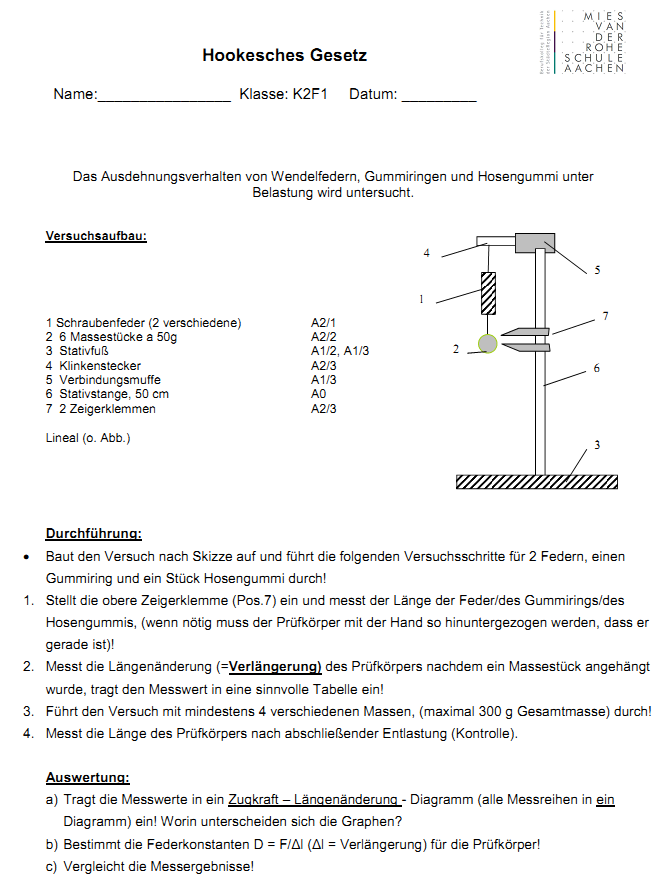 MIES
VAN
DER
ROHE
SCHULE
AACHEN
Hookesches Gesetz
Name:________________ Klasse: K2F1 Datum: _________
Das Ausdehnungsverhalten von Wendelfedern, Gummiringen und Hosengummi unter
Belastung wird untersucht.
Versuchsaufbau:
4
5
1
7
2
6
3
1 Schraubenfeder (2 verschiedene) A2/1
2 6 Massestücke a 50g A2/2
3 Stativfuß A1/2, A1/3
4 Klinkenstecker A2/3
5 Verbindungsmuffe A1/3
6 Stativstange, 50 cm A0
7 2 Zeigerklemmen A2/3
Lineal (o. Abb.)
Durchführung:
• Baut den Versuch nach Skizze auf und führt die folgenden Versuchsschritte für 2 Federn, einen
Gummiring und ein Stück Hosengummi durch!
1. Stellt die obere Zeigerklemme (Pos.7) ein und messt der Länge der Feder/des Gummirings/des
Hosengummis, (wenn nötig muss der Prüfkörper mit der Hand so hinuntergezogen werden, dass er
gerade ist)!
2. Messt die Längenänderung (=Verlängerung) des Prüfkörpers nachdem ein Massestück angehängt
wurde, tragt den Messwert in eine sinnvolle Tabelle ein!
3. Führt den Versuch mit mindestens 4 verschiedenen Massen, (maximal 300 g Gesamtmasse) durch!
4. Messt die Länge des Prüfkörpers nach abschließender Entlastung (Kontrolle).
Auswertung:
a) Tragt die Messwerte in ein Zugkraft – Längenänderung - Diagramm (alle Messreihen in ein
Diagramm) ein! Worin unterscheiden sich die Graphen?
b) Bestimmt die Federkonstanten D = F/Δl (Δl = Verlängerung) für die Prüfkörper!
c) Vergleicht die Messergebnisse!